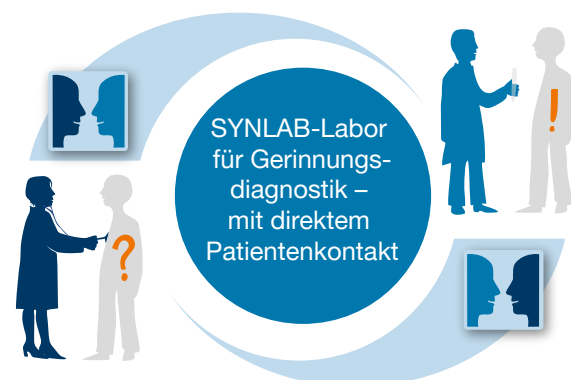 SYNLAB-Labor
für Gerinnungs-
diagnostik –
mit direktem
Patientenkontakt
!
?